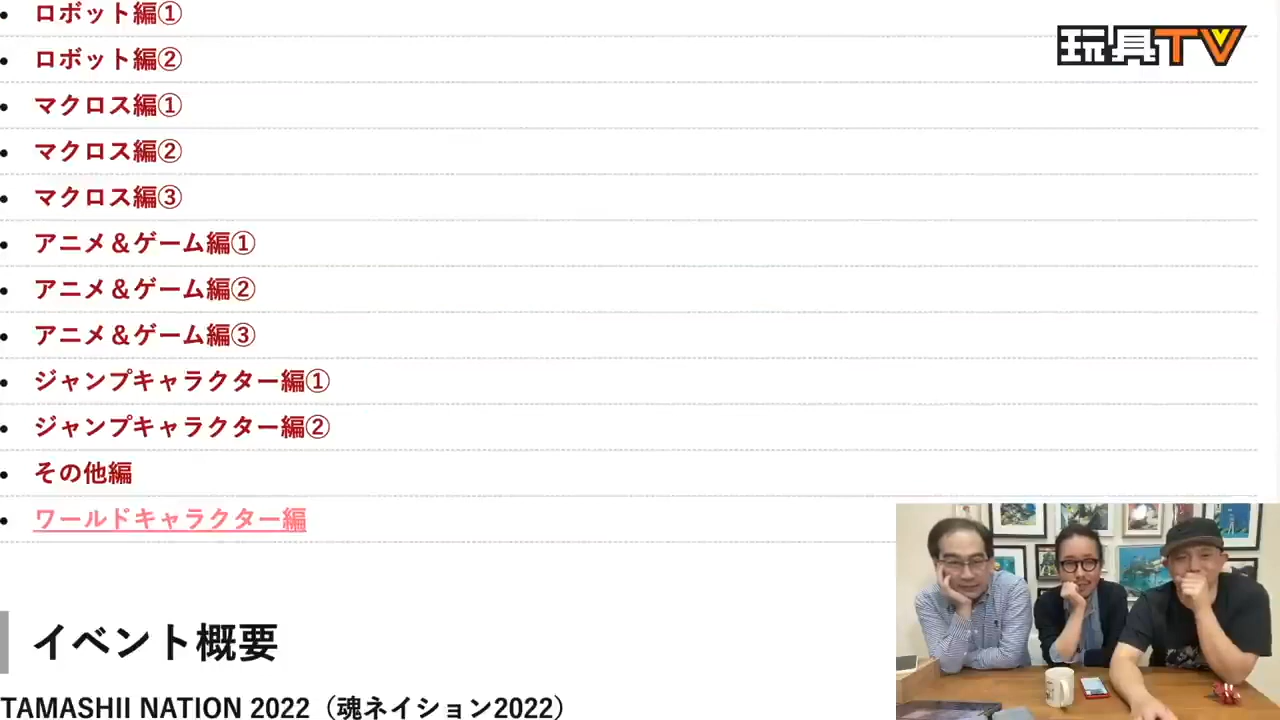 ロボット編①
玩具TV
ロボット編②
マクロス編①
マクロス編②
マクロス編③
アニメ＆ゲーム編①
アニメ＆ゲーム編②
アニメ＆ゲーム編③
ジャンプキャラクター編①
ジャンプキャラクター編②
その他編
ワールドキャラクター編
イベント概要
TAMASHII NATION 2022（魂ネイション2022）